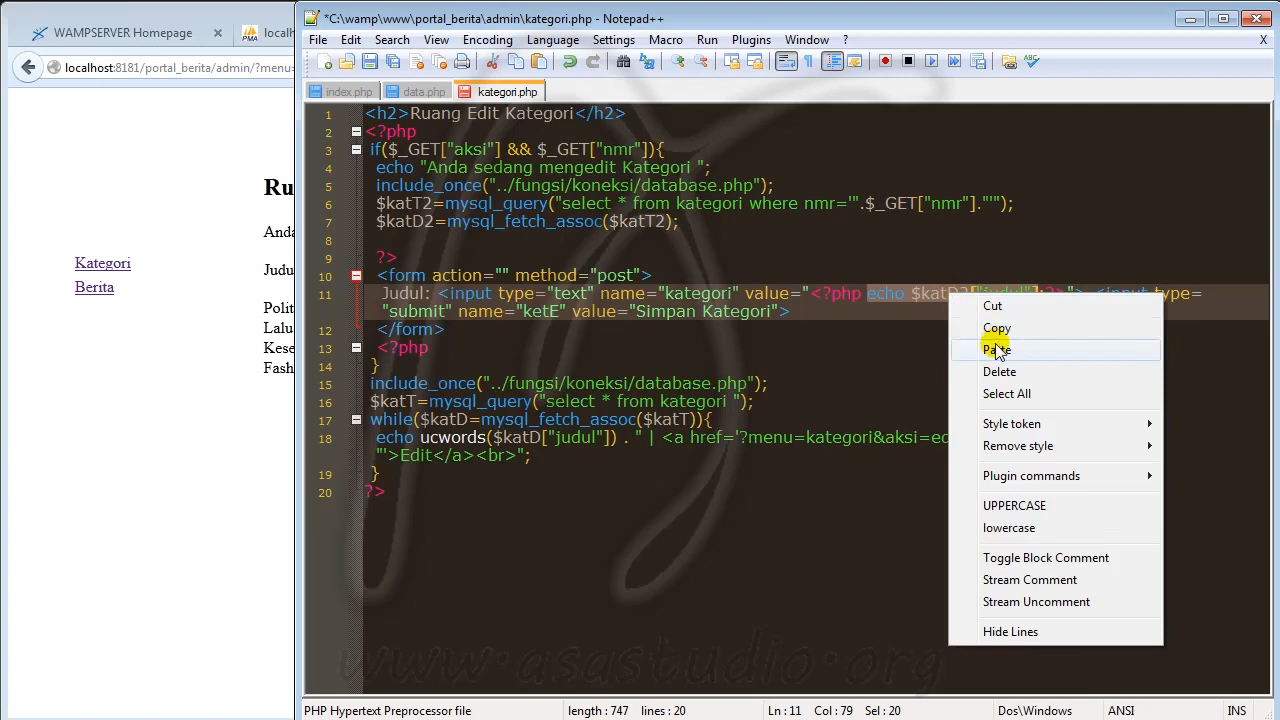 WAMPSERVER Homepage
localh
localhost:81
/portal_berita/admin/?menu=
Ru
Anda
Kategori
Judu
Berita
Politi
Lalu
Kese
Fash
*C:\wamp\www\portal_berita\admin\kategori.php - Notepad++
File Edit Search View Encoding Language Settings Macro Run Plugins Window ? X
index.php data.php kategori.php
1 <h2>Ruang Edit Kategori</h2>
2 <?php
3 if($_GET["aksi"] && $_GET["nmr"]){
4 echo "Anda sedang mengedit Kategori ";
5 include_once("../fungsi/koneksi/database.php");
6 $katT2=mysql_query("select * from kategori where nmr='".$_GET["nmr"]."'");
7 $katD2=mysql_fetch_assoc($katT2);
8
9 ?>
10 <form action="" method="post">
11 Judul: <input type="text" name="kategori" value="<?php echo $katD2["judul"];?>"> <input type=
"submit" name="ketE" value="Simpan Kategori">
12 </form>
13 <?php
14 }
15 include_once("../fungsi/koneksi/database.php");
16 $katT=mysql_query("select * from kategori ");
17 while($katD=mysql_fetch_assoc($katT)){
18 echo ucwords($katD["judul"]) . " | <a href='?menu=kategori&aksi=ed
"'>Edit</a><br>";
19 }
20 ?>
Cut
Copy
Paste
Delete
Select All
Style token
Remove style
Plugin commands
UPPERCASE
lowercase
Toggle Block Comment
Stream Comment
Stream Uncomment
Hide Lines
www.asastudio.org
PHP Hypertext Preprocessor file length : 747 lines : 20 Ln : 11 Col : 79 Sel : 20 Dos\Windows ANSI INS